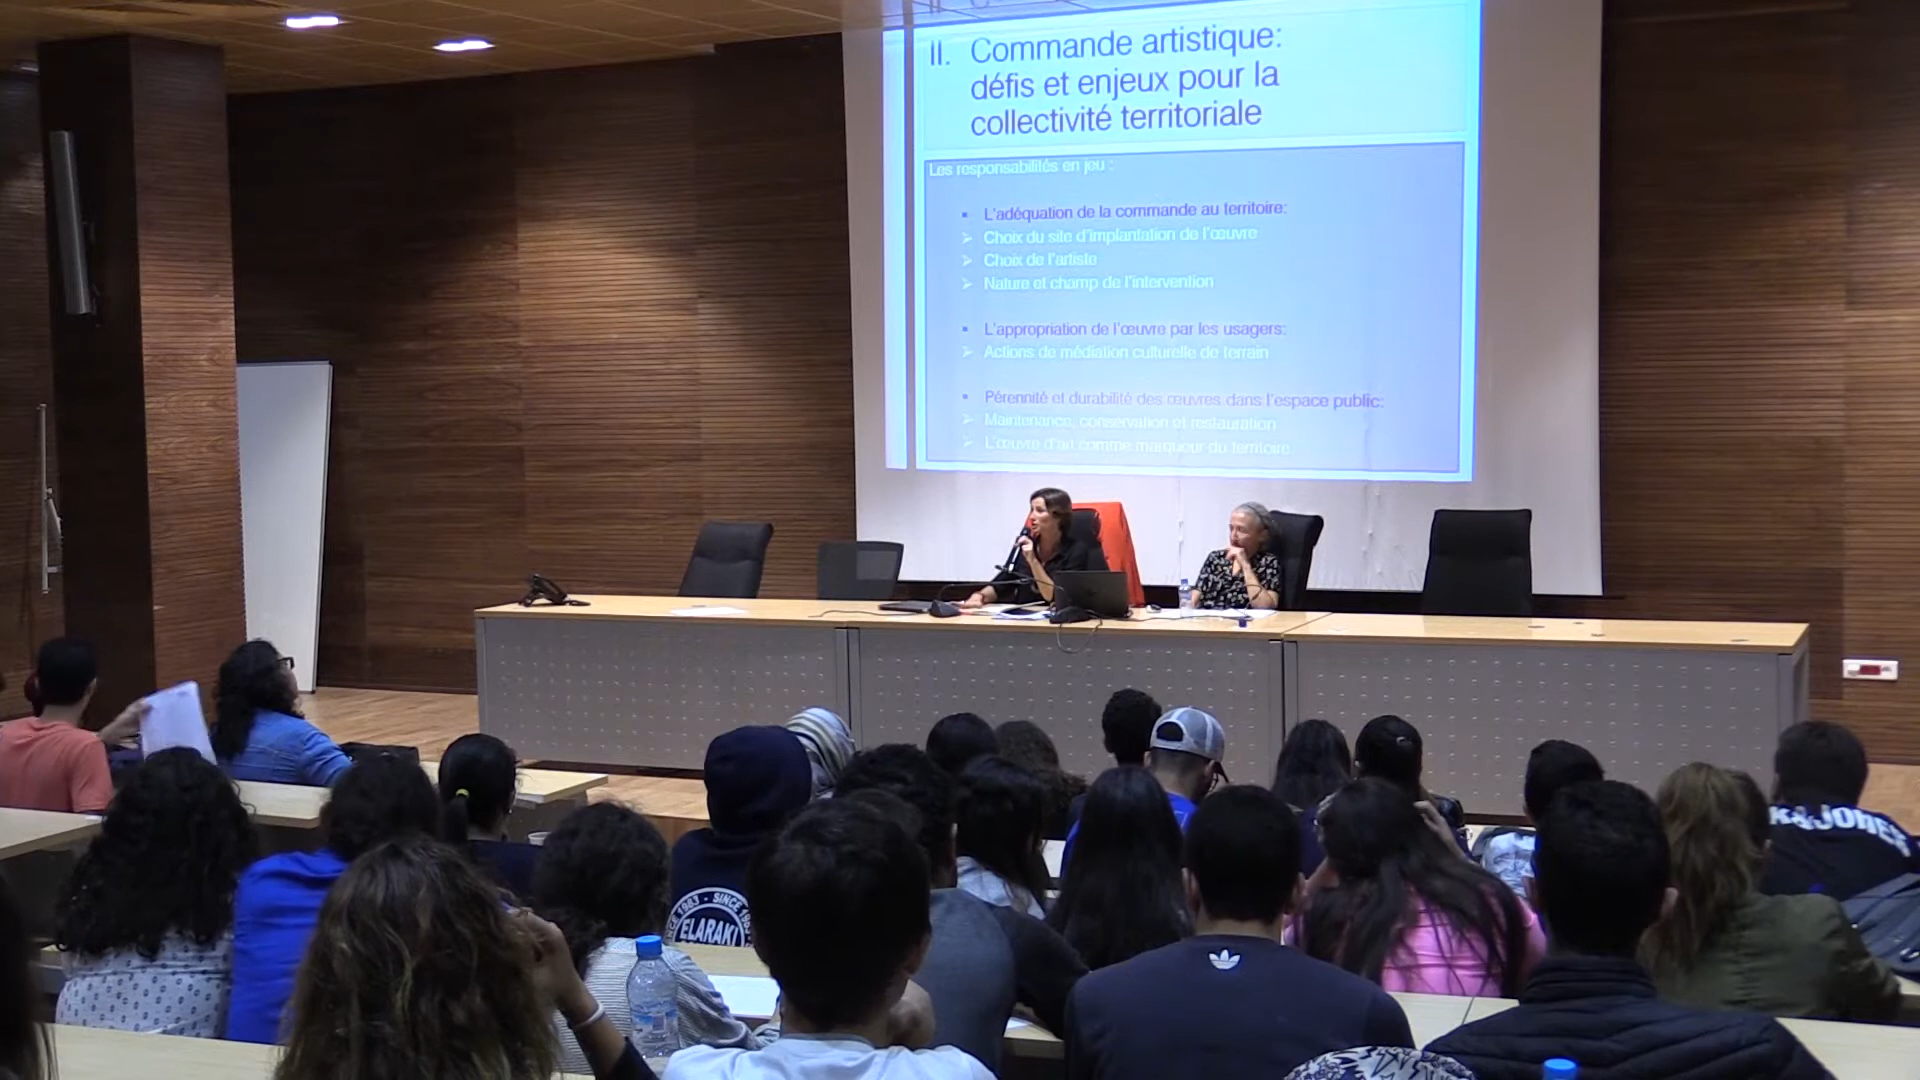 II. Commande artistique:
défis et enjeux pour la
collectivité territoriale
Les responsabilités en jeu :
▪ L'adéquation de la commande au territoire:
➢ Choix du site d'implantation de l'œuvre
➢ Choix de l'artiste
➢ Nature et champ de l'intervention
▪ L'appropriation de l'œuvre par les usagers:
➢ Actions de médiation culturelle de terrain
▪ Pérennité et durabilité des œuvres dans l'espace public:
➢ Maintenance, conservation et restauration
➢ L'œuvre d'art comme marqueur du territoire
SINCE
ELARAKI